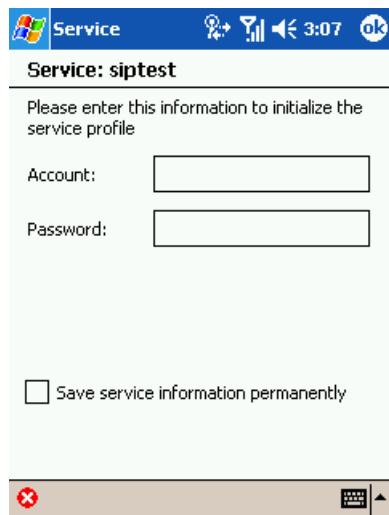 Service 3:07 ok
Service: siptest
Please enter this information to initialize the
service profile
Account:
Password:
Save service information permanently